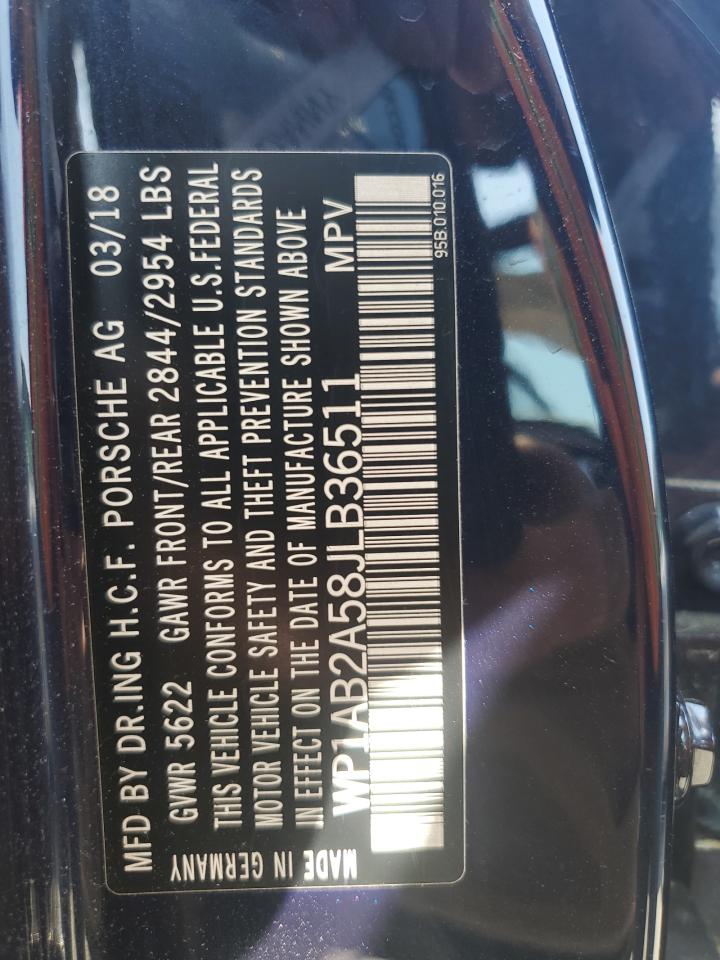 MFD BY DR.ING H.C.F. PORSCHE AG 03/18
GVWR 5622 GAWR FRONT/REAR 2844/2954 LBS
THIS VEHICLE CONFORMS TO ALL APPLICABLE U.S.FEDERAL
MOTOR VEHICLE SAFETY AND THEFT PREVENTION STANDARDS
IN EFFECT ON THE DATE OF MANUFACTURE SHOWN ABOVE
WP1AB2A58JLB36511 MPV
MADE IN GERMANY
95B.010.016